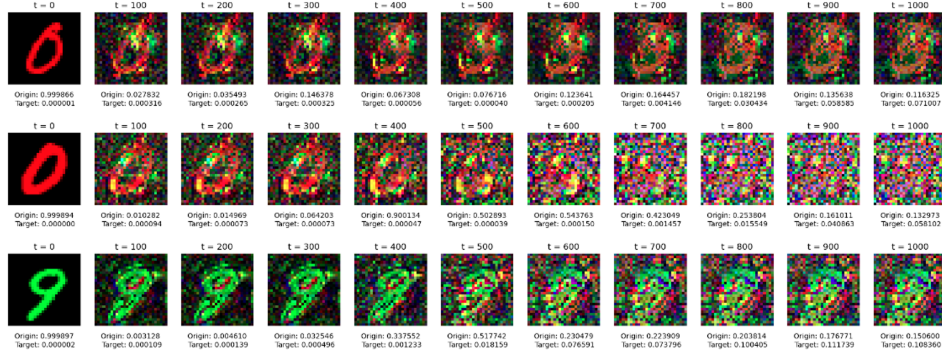 t = 0 t = 100 t = 200 t = 300 t = 400 t = 500 t = 600 t = 700 t = 800 t = 900 t = 1000
Origin: 0.999866 Origin: 0.027832 Origin: 0.035493 Origin: 0.146378 Origin: 0.067308 Origin: 0.076716 Origin: 0.123641 Origin: 0.164457 Origin: 0.182198 Origin: 0.135638 Origin: 0.116325
Target: 0.000001 Target: 0.000316 Target: 0.000265 Target: 0.000325 Target: 0.000056 Target: 0.000040 Target: 0.000205 Target: 0.004146 Target: 0.030434 Target: 0.058585 Target: 0.071007
t = 0 t = 100 t = 200 t = 300 t = 400 t = 500 t = 600 t = 700 t = 800 t = 900 t = 1000
Origin: 0.999894 Origin: 0.010282 Origin: 0.014969 Origin: 0.064203 Origin: 0.900134 Origin: 0.502893 Origin: 0.543763 Origin: 0.423049 Origin: 0.253804 Origin: 0.161011 Origin: 0.132973
Target: 0.000000 Target: 0.000094 Target: 0.000073 Target: 0.000073 Target: 0.000047 Target: 0.000039 Target: 0.000150 Target: 0.001457 Target: 0.015549 Target: 0.040863 Target: 0.058102
t = 0 t = 100 t = 200 t = 300 t = 400 t = 500 t = 600 t = 700 t = 800 t = 900 t = 1000
Origin: 0.999897 Origin: 0.003128 Origin: 0.004610 Origin: 0.032546 Origin: 0.337552 Origin: 0.517742 Origin: 0.230479 Origin: 0.223909 Origin: 0.203814 Origin: 0.176771 Origin: 0.150600
Target: 0.000002 Target: 0.000109 Target: 0.000139 Target: 0.000496 Target: 0.001233 Target: 0.018159 Target: 0.076591 Target: 0.073796 Target: 0.100405 Target: 0.111739 Target: 0.108360